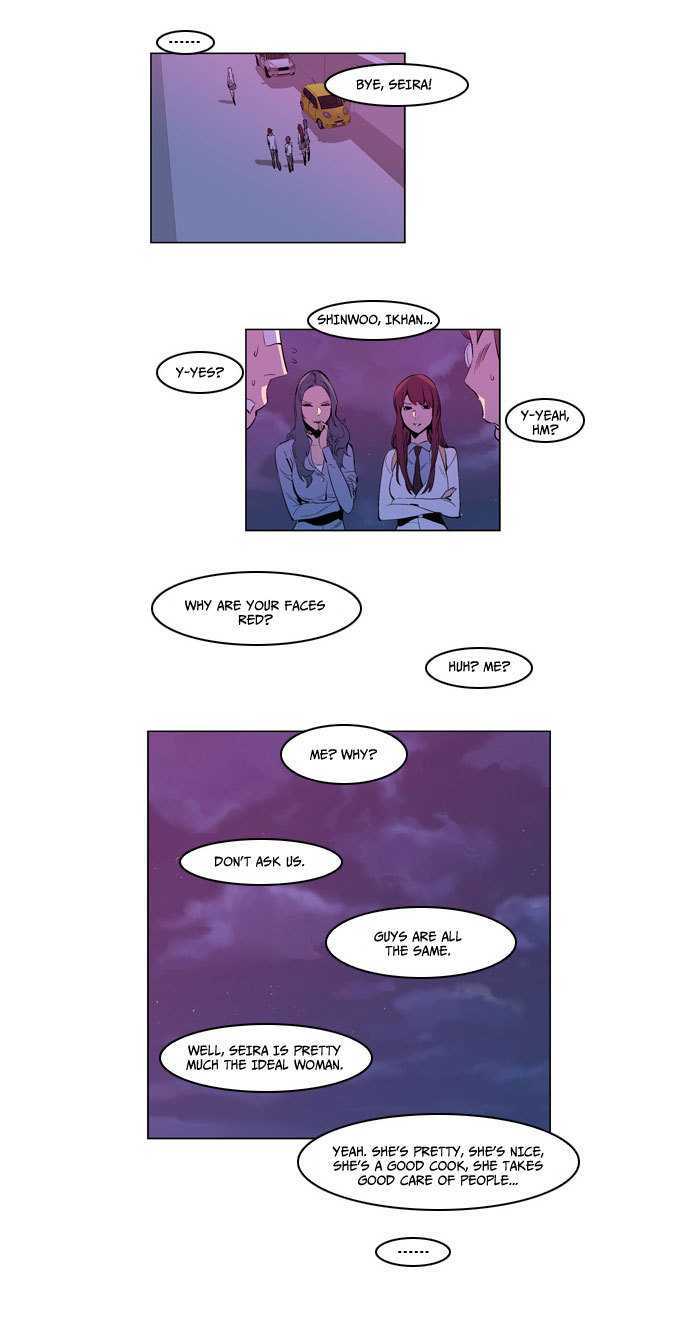 ------
BYE, SEIRA!
SHINWOO, IKHAN...
Y-YES?
Y-YEAH,
HM?
WHY ARE YOUR FACES
RED?
HUH? ME?
ME? WHY?
DON'T ASK US.
GUYS ARE ALL
THE SAME.
WELL, SEIRA IS PRETTY
MUCH THE IDEAL WOMAN.
YEAH. SHE'S PRETTY, SHE'S NICE,
SHE'S A GOOD COOK, SHE TAKES
GOOD CARE OF PEOPLE...
------